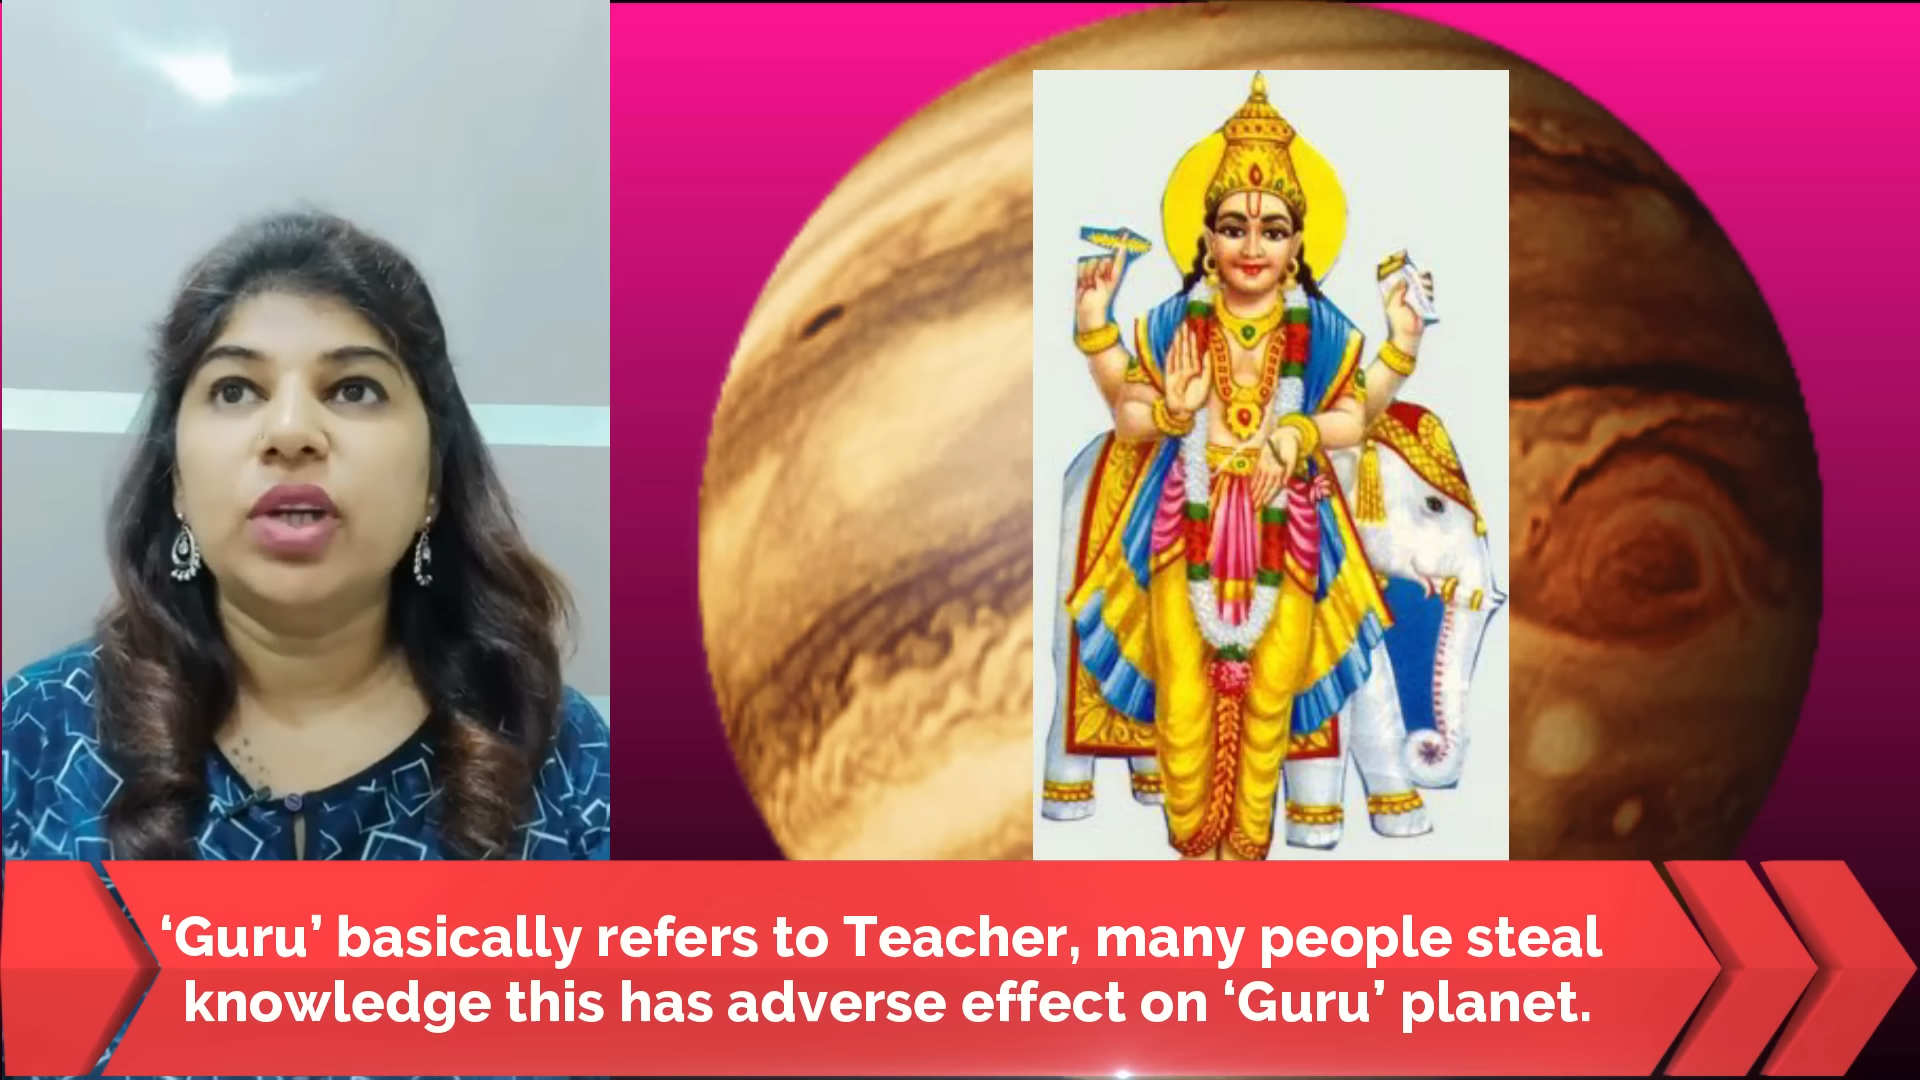 ‘Guru’ basically refers to Teacher, many people steal
knowledge this has adverse effect on ‘Guru’ planet.